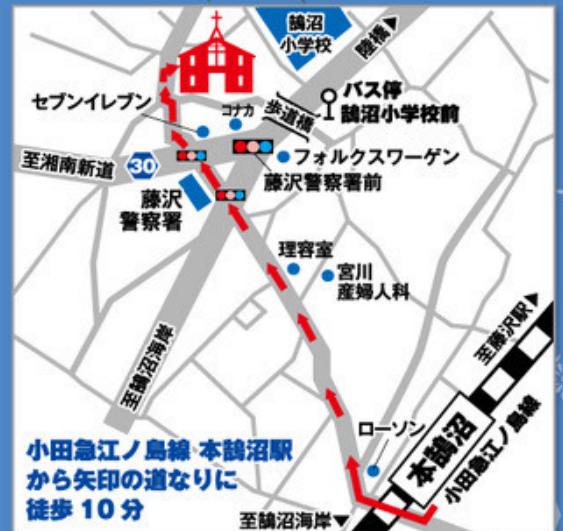 鵠沼
小学校
陸橋▶
セブンイレブン
コナカ
歩道橋
バス停
鵠沼小学校前
至湘南新道
30
フォルクスワーゲン
藤沢警察署前
藤沢
警察署
理容室
宮川
産婦人科
至鵠沼海岸
至藤沢駅▶
ローソン
本鵠沼
小田急江ノ島線
小田急江ノ島線 本鵠沼駅
から矢印の道なりに
徒歩10分
至鵠沼海岸▼